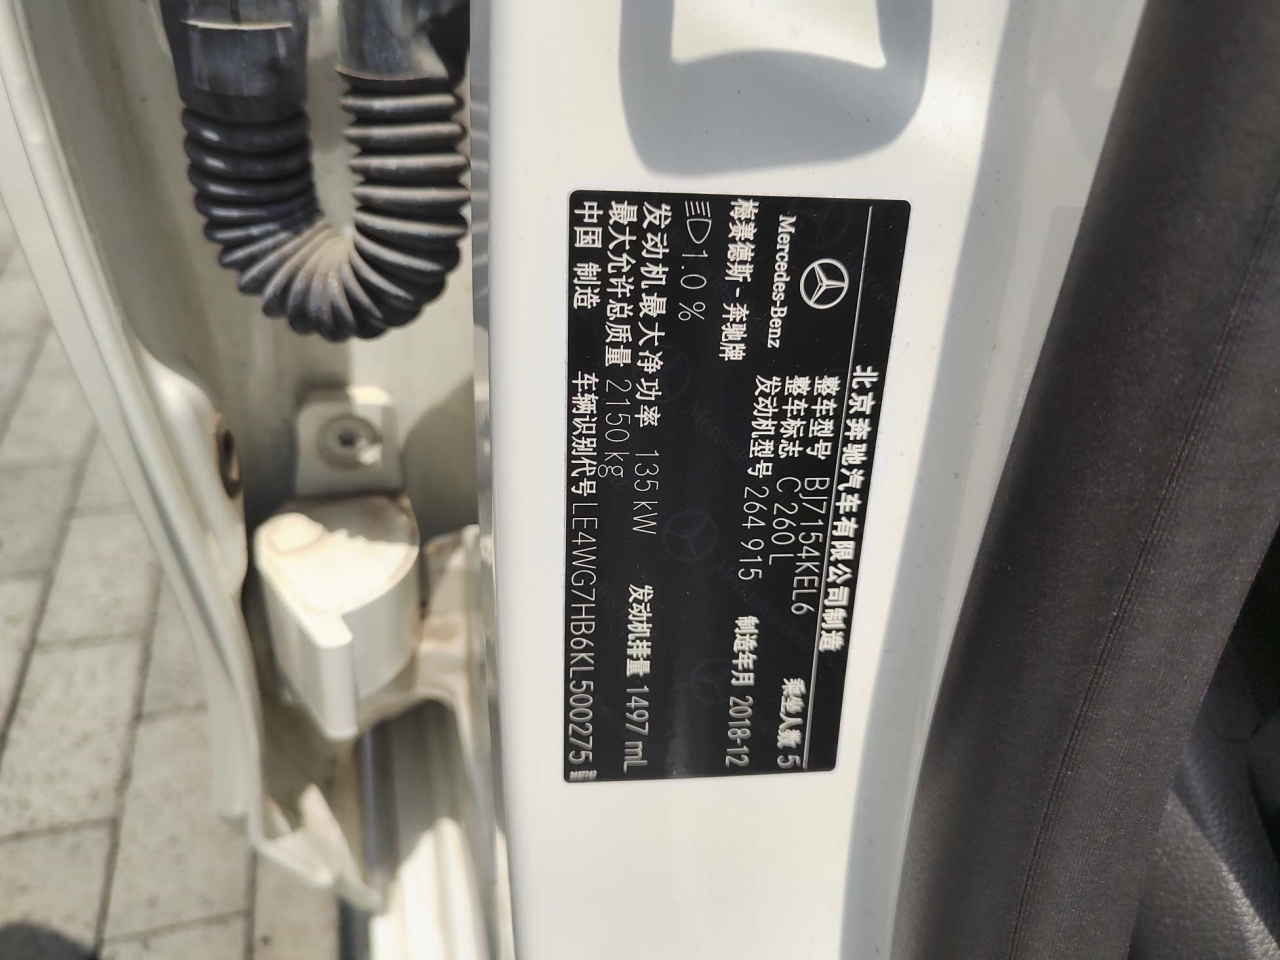 北京奔驰汽车有限公司制造
Mercedes-Benz
梅赛德斯-奔驰牌
整车型号 BJ7154KEL6
整车标志 C 260 L
乘坐人数 5
发动机型号 264 915
制造年月 2018-12
1.0 %
发动机最大净功率 135 kW
发动机排量 1497 mL
最大允许总质量 2150 kg
中国 制造
车辆识别代号 LE4WG7HB6KL500275